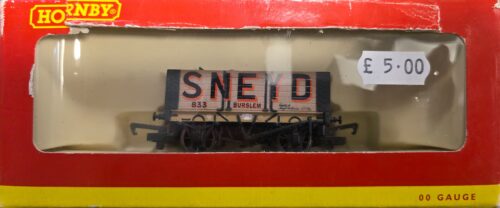 HORNBY
£ 5.00
SNEYD
833
BURSLEM
00 GAUGE